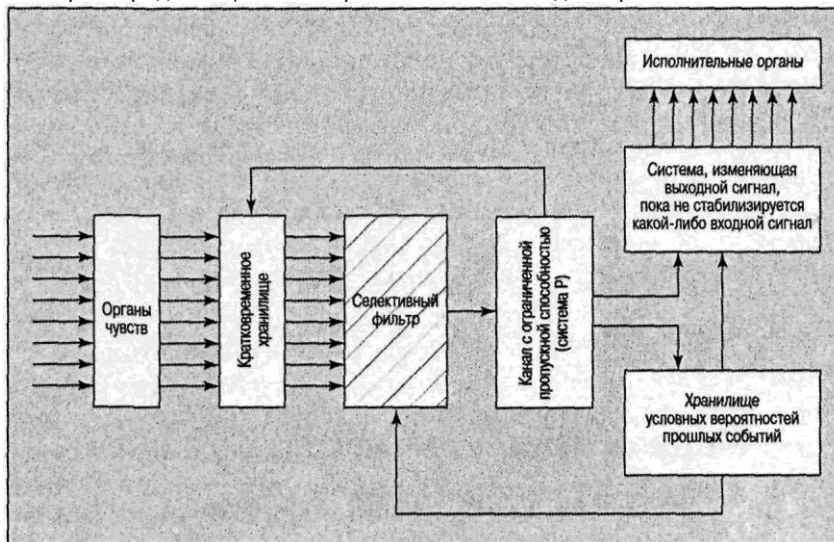 Исполнительные органы
Система, изменяющая
выходной сигнал,
пока не стабилизируется
какой-либо входной сигнал
Органы
чувств
Кратковременное
хранилище
Селективный
фильтр
Канал с ограниченной
пропускной способностью
(система P)
Хранилище
условных вероятностей
прошлых событий